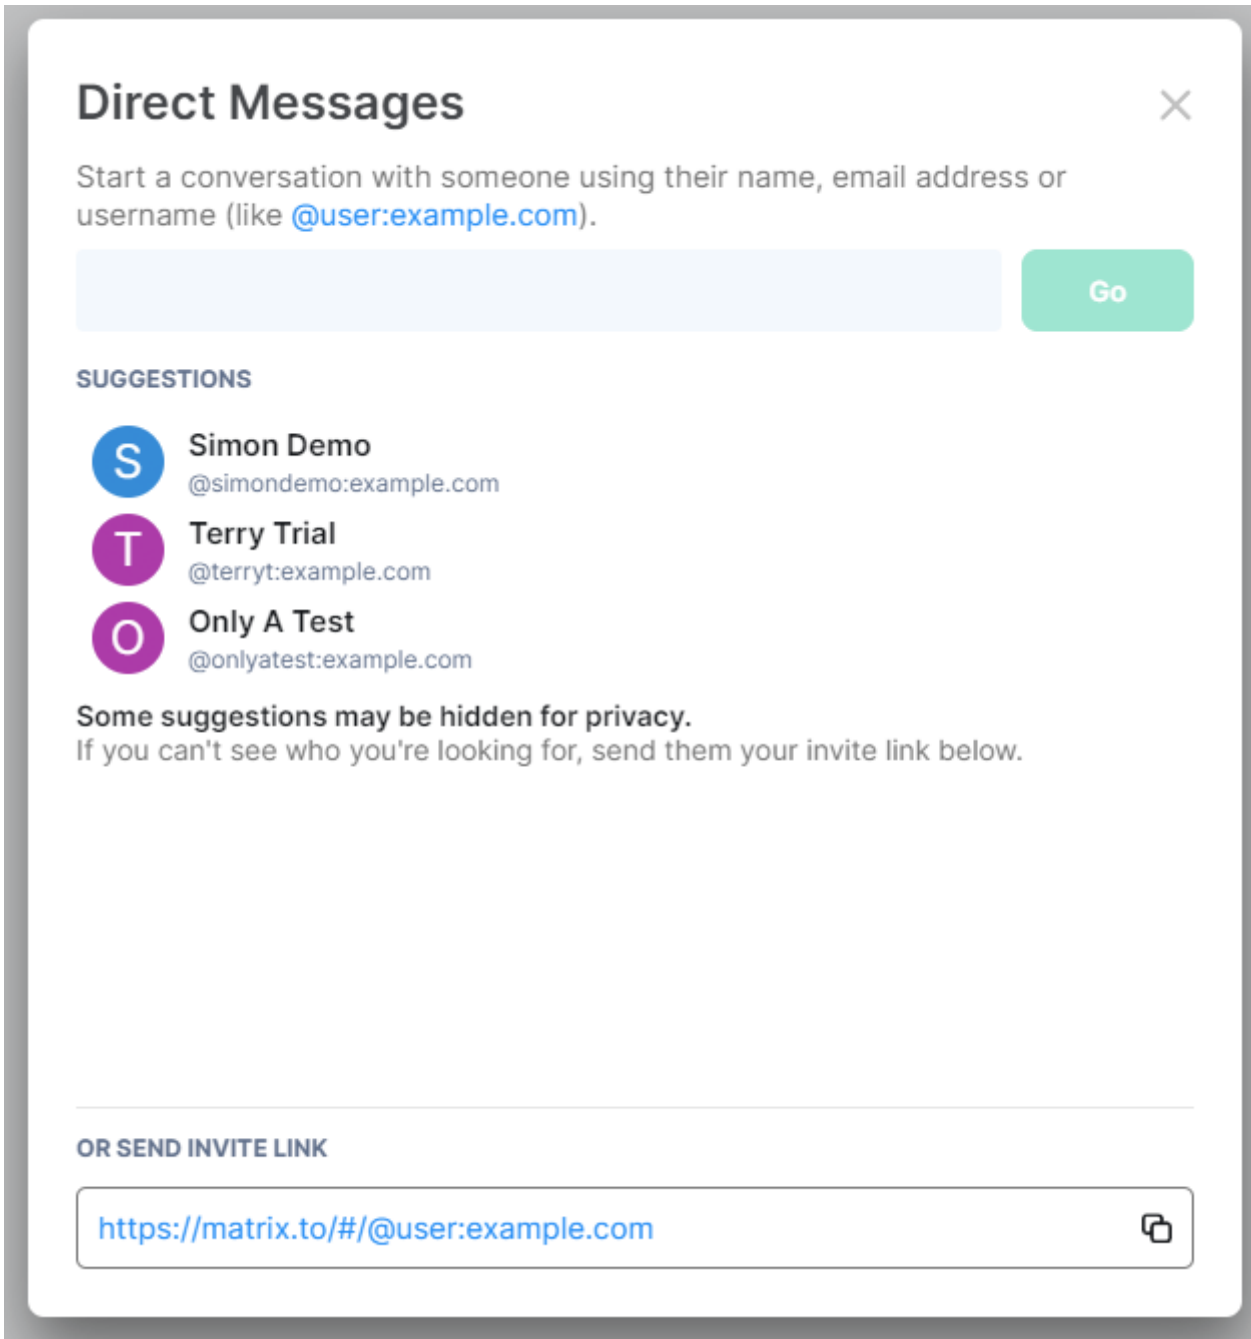 Direct Messages
Start a conversation with someone using their name, email address or
username (like @user:example.com).
Go
SUGGESTIONS
S
Simon Demo
@simondemo:example.com
T
Terry Trial
@terryt:example.com
O
Only A Test
@onlyatest:example.com
Some suggestions may be hidden for privacy.
If you can't see who you're looking for, send them your invite link below.
OR SEND INVITE LINK
https://matrix.to/#/@user:example.com